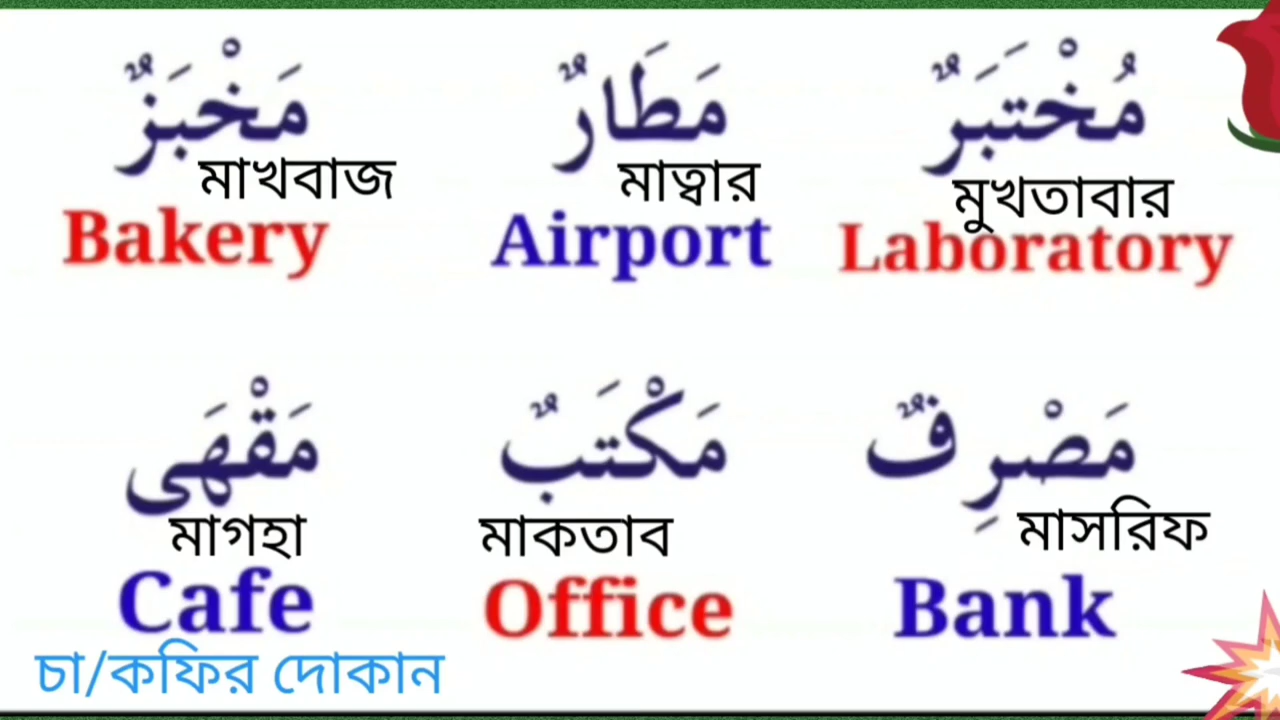 مَخْبَزٌ
মাখবাজ
Bakery
مَطَارٌ
মাত্বার
Airport
مُخْتَبَرٌ
মুখতাবার
Laboratory
مَقْهَى
মাগহা
Cafe
চা/কফির দোকান
مَكْتَبٌ
মাকতাব
Office
مَصْرِفٌ
মাসরিফ
Bank